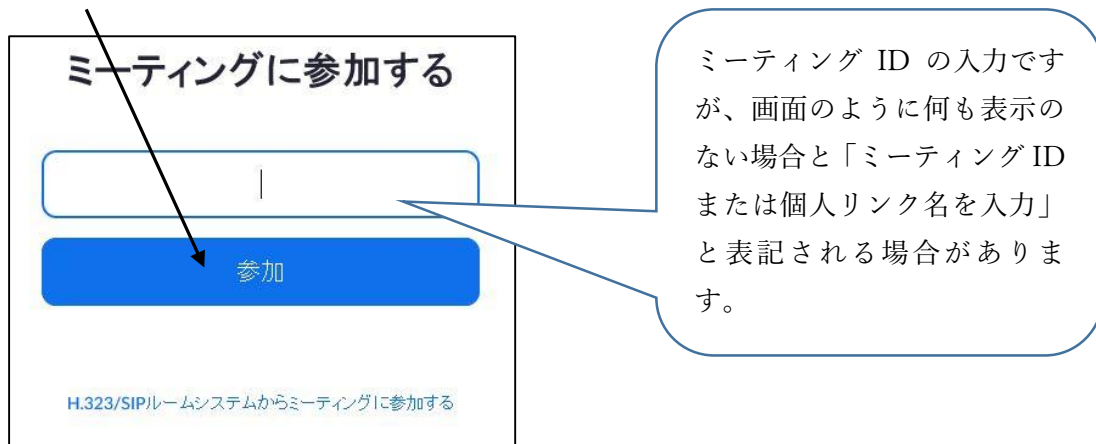 ミーティングに参加する
参加
H.323/SIPルームシステムからミーティングに参加する
ミーティング ID の入力です
が、画面のように何も表示の
ない場合と「ミーティング ID
または個人リンク名を入力」
と表記される場合がありま
す。